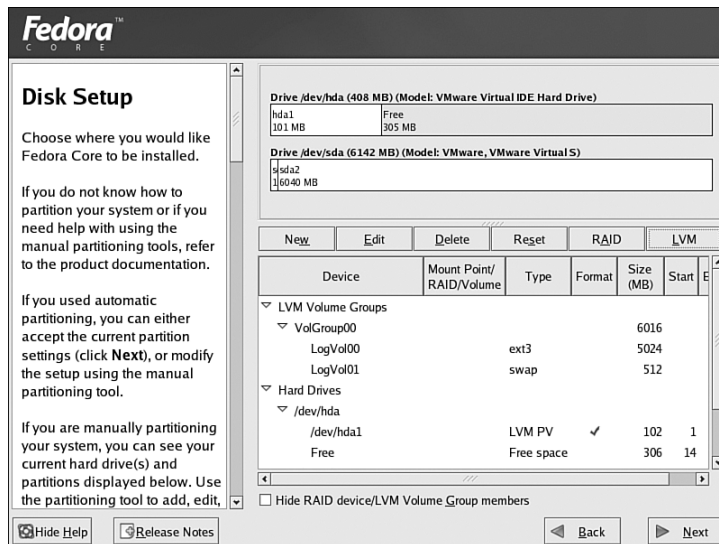 Fedora™
CORE
Disk Setup
Choose where you would like
Fedora Core to be installed.
If you do not know how to
partition your system or if you
need help with using the
manual partitioning tools, refer
to the product documentation.
If you used automatic
partitioning, you can either
accept the current partition
settings (click Next), or modify
the setup using the manual
partitioning tool.
If you are manually partitioning
your system, you can see your
current hard drive(s) and
partitions displayed below. Use
the partitioning tool to add, edit,
Drive /dev/hda (408 MB) (Model: VMware Virtual IDE Hard Drive)
hda1 Free
101 MB 305 MB
Drive /dev/sda (6142 MB) (Model: VMware, VMware Virtual S)
s sda2
1 6040 MB
New Edit Delete Reset RAID LVM
Device Mount Point/ RAID/Volume Type Format Size (MB) Start E
LVM Volume Groups
VolGroup00 6016
LogVol00 ext3 5024
LogVol01 swap 512
Hard Drives
/dev/hda
/dev/hda1 LVM PV 102 1
Free Free space 306 14
Hide RAID device/LVM Volume Group members
Hide Help Release Notes Back Next